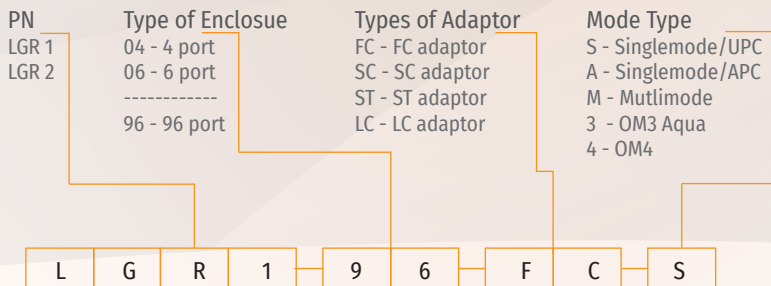 PN
LGR 1
LGR 2
Type of Enclosue
04 - 4 port
06 - 6 port
------------
96 - 96 port
Types of Adaptor
FC - FC adaptor
SC - SC adaptor
ST - ST adaptor
LC - LC adaptor
Mode Type
S - Singlemode/UPC
A - Singlemode/APC
M - Mutlimode
3 - OM3 Aqua
4 - OM4
L G R 1 9 6 F C S